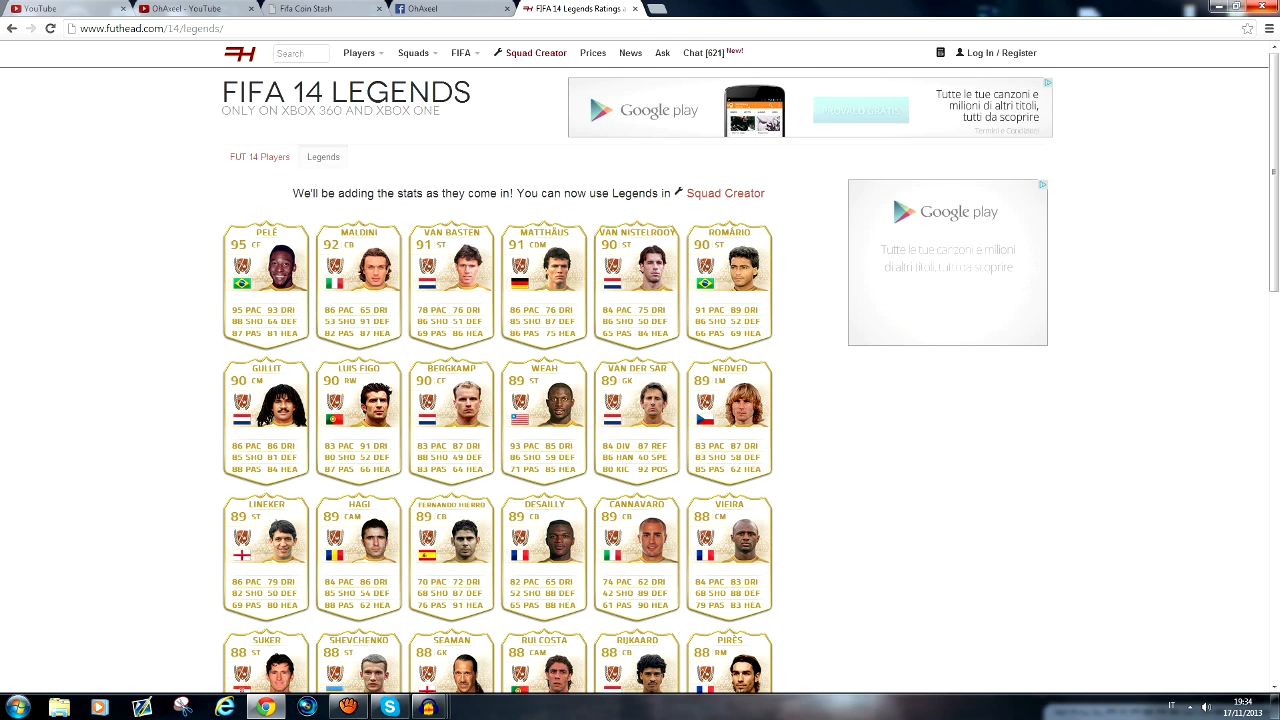 YouTube
OhAxeel - YouTube
Fifa Coin Stash
OhAxeel
FIFA 14 Legends Ratings a
www.futhead.com/14/legends/
Search
Players
Squads
FIFA
Squad Creator
Prices
News
Ask
Chat [621] New!
Log In / Register
FIFA 14 LEGENDS
ONLY ON XBOX 360 AND XBOX ONE
Google play
PROVALO GRATIS
Tutte le tue canzoni e
milioni di altri titoli,
tutti da scoprire
Termini e Condizioni
FUT 14 Players
Legends
We'll be adding the stats as they come in! You can now use Legends in Squad Creator
Google play
Tutte le tue canzoni e milioni
di altri titoli, tutti da scoprire
PELÉ
95 CF
95 PAC 93 DRI
88 SHO 64 DEF
87 PAS 81 HEA
MALDINI
92 CB
86 PAC 65 DRI
53 SHO 91 DEF
82 PAS 87 HEA
VAN BASTEN
91 ST
78 PAC 76 DRI
86 SHO 51 DEF
69 PAS 86 HEA
MATTHÄUS
91 CDM
86 PAC 76 DRI
85 SHO 87 DEF
86 PAS 75 HEA
VAN NISTELROOY
90 ST
84 PAC 75 DRI
86 SHO 50 DEF
65 PAS 84 HEA
ROMÁRIO
90 ST
91 PAC 89 DRI
86 SHO 52 DEF
66 PAS 69 HEA
GULLIT
90 CM
86 PAC 86 DRI
85 SHO 81 DEF
88 PAS 84 HEA
LUIS FIGO
90 RW
83 PAC 91 DRI
80 SHO 52 DEF
87 PAS 66 HEA
BERGKAMP
90 CF
83 PAC 87 DRI
88 SHO 49 DEF
83 PAS 64 HEA
WEAH
89 ST
93 PAC 85 DRI
86 SHO 59 DEF
71 PAS 85 HEA
VAN DER SAR
89 GK
84 DIV 87 REF
86 HAN 40 SPE
80 KIC 92 POS
NEDVED
89 LM
83 PAC 87 DRI
83 SHO 58 DEF
85 PAS 62 HEA
LINEKER
89 ST
86 PAC 79 DRI
82 SHO 50 DEF
69 PAS 80 HEA
HAGI
89 CAM
84 PAC 86 DRI
85 SHO 54 DEF
88 PAS 62 HEA
FERNANDO HIERRO
89 CB
70 PAC 72 DRI
68 SHO 87 DEF
76 PAS 91 HEA
DESAILLY
89 CB
82 PAC 65 DRI
52 SHO 88 DEF
65 PAS 88 HEA
CANNAVARO
89 CB
74 PAC 62 DRI
42 SHO 89 DEF
61 PAS 90 HEA
VIEIRA
88 CM
84 PAC 83 DRI
68 SHO 88 DEF
79 PAS 83 HEA
SUKER
88 ST
SHEVCHENKO
88 ST
SEAMAN
88 GK
RUI COSTA
88 CAM
RIJKAARD
88 CB
PIRÈS
88 RM
IT
19:34
17/11/2013